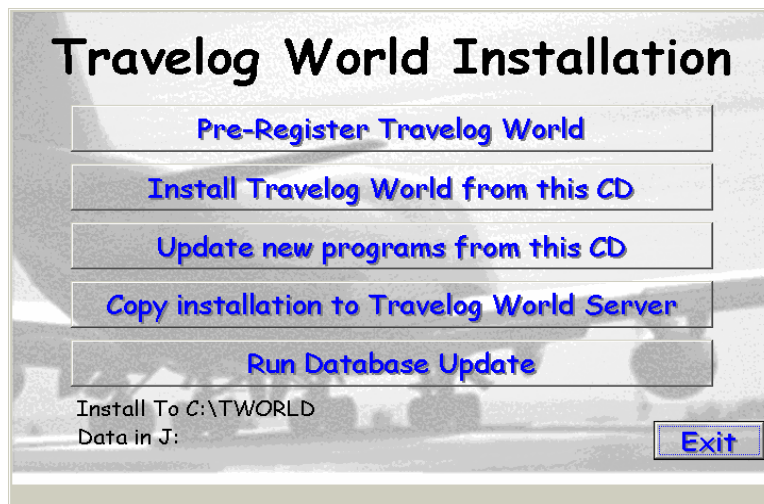 Travelog World Installation
Pre-Register Travelog World
Install Travelog World from this CD
Update new programs from this CD
Copy installation to Travelog World Server
Run Database Update
Install To C:\TWORLD
Data in J:
Exit